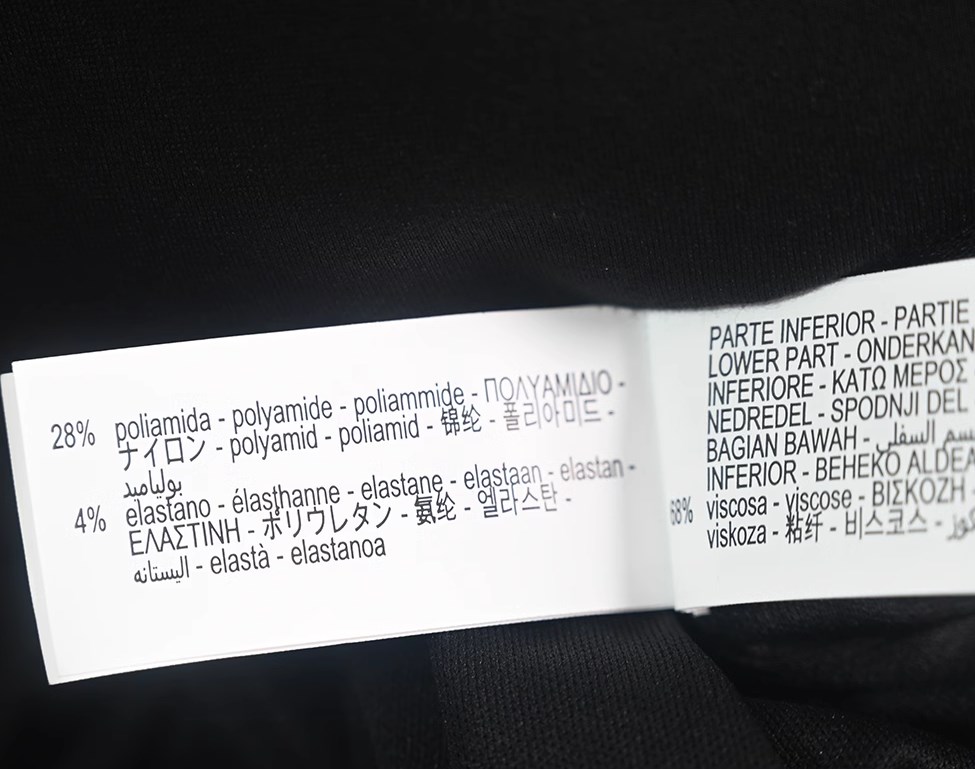 28% poliamida - polyamide - poliammide - ΠΟΛΥΑΜΙΔΙΟ -
ナイロン - polyamid - poliamid - 锦纶 - 폴리아미드 -
بولياميد
4% elastano - élasthanne - elastane - elastaan - elastan -
ΕΛΑΣΤΙΝΗ - ポリウレタン - 氨纶 - 엘라스탄 -
اليستانه - elastà - elastanoa
PARTE INFERIOR - PARTIE
LOWER PART - ONDERKAN
INFERIORE - ΚΑΤΩ ΜΕΡΟΣ
NEDREDEL - SPODNJI DEL
BAGIAN BAWAH - السفلي
INFERIOR - BEHEKO ALDEA
68% viscosa - viscose - ΒΙΣΚΟΖΗ
viskoza - 粘纤 - 비스코스 -